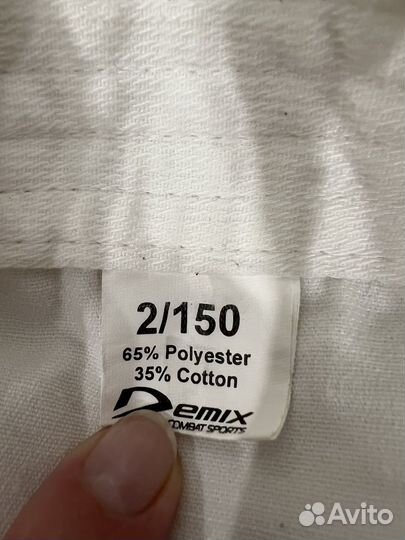 2/150
65% Polyester
35% Cotton
Demix
COMBAT SPORTS
Avito